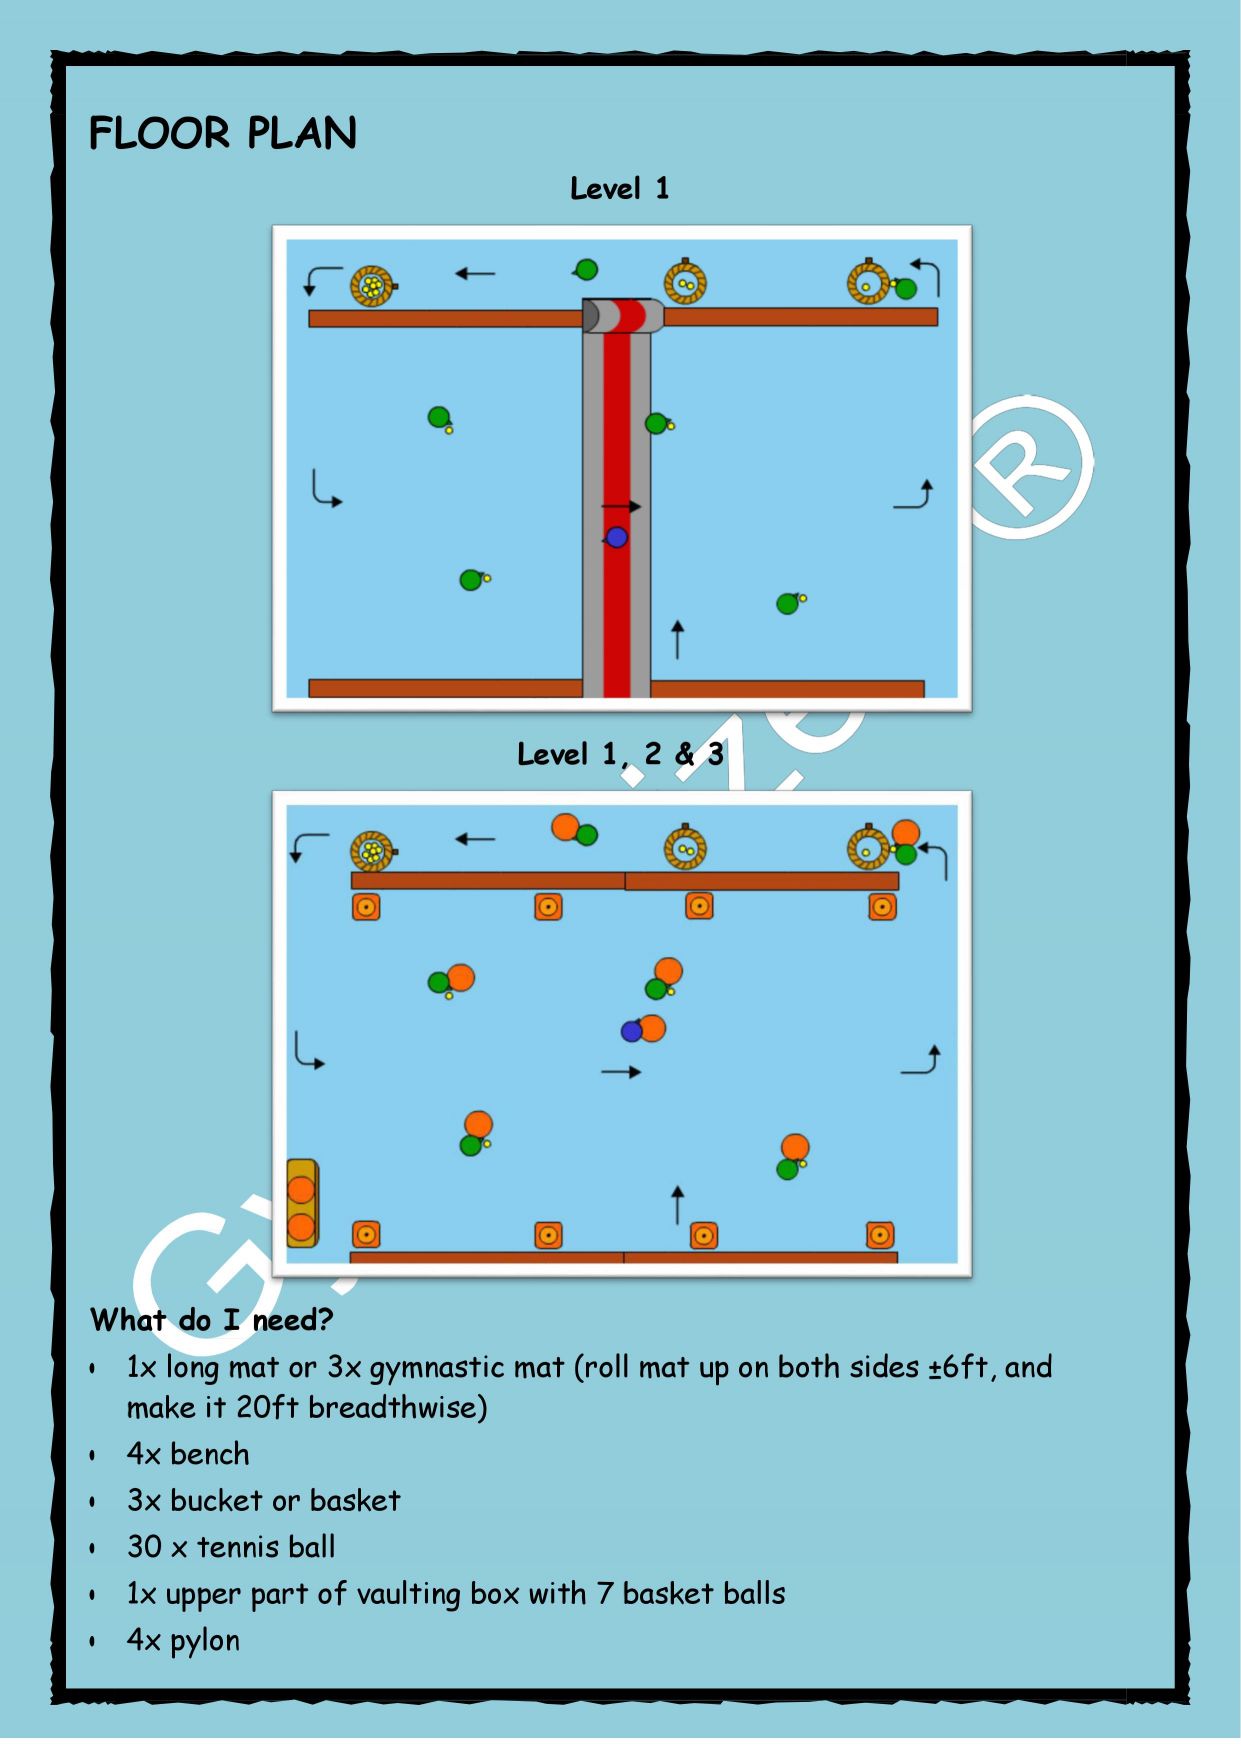 FLOOR PLAN
Level 1
Level 1, 2 & 3
What do I need?
• 1x long mat or 3x gymnastic mat (roll mat up on both sides ±6ft, and
make it 20ft breadthwise)
• 4x bench
• 3x bucket or basket
• 30 x tennis ball
• 1x upper part of vaulting box with 7 basket balls
• 4x pylon